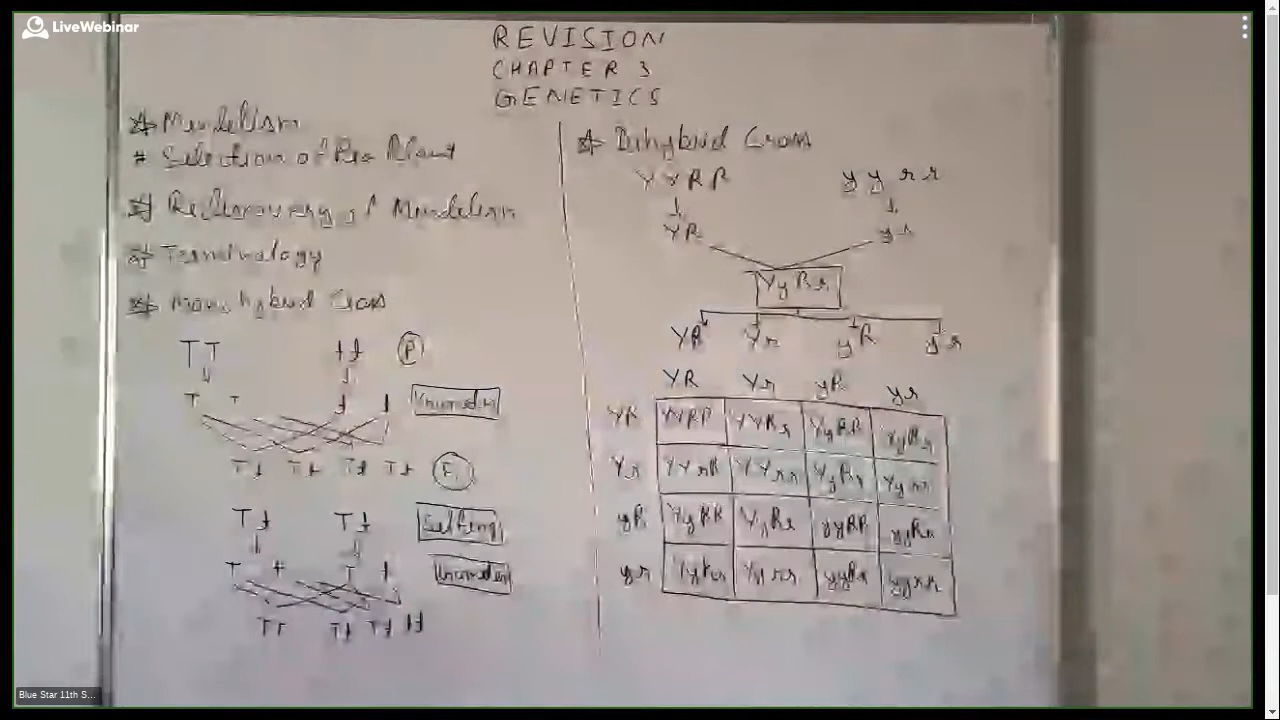 LiveWebinar
REVISION
CHAPTER 3
GENETICS
* Mendelism
* Selection of Pea Plant
* Rediscovery of Mendelism
* Terminology
* Monohybrid Cross
TT tt P
T T t t
Tt Tt Tt Tt F1
Tt Tt Selfing
T t T t
TT Tt Tt tt
* Dihybrid Cross
YYRR yyrr
YR yr
YyRr
YR Yr yR yr
YR Yr yR yr
YR YYRR YYRr YyRR YyRr
Yr YYrR YYrr YyRr Yyrr
yR YyRR YyRr yyRR yyRr
yr YyRr Yyrr yyRr yyrr
Blue Star 11th S...